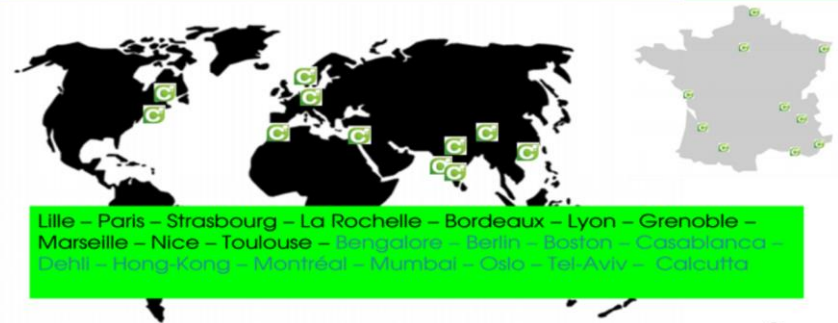 Lille – Paris – Strasbourg – La Rochelle – Bordeaux – Lyon – Grenoble –
Marseille – Nice – Toulouse – Bengalore – Berlin – Boston – Casablanca –
Dehli – Hong-Kong – Montréal – Mumbai – Oslo – Tel-Aviv – Calcutta